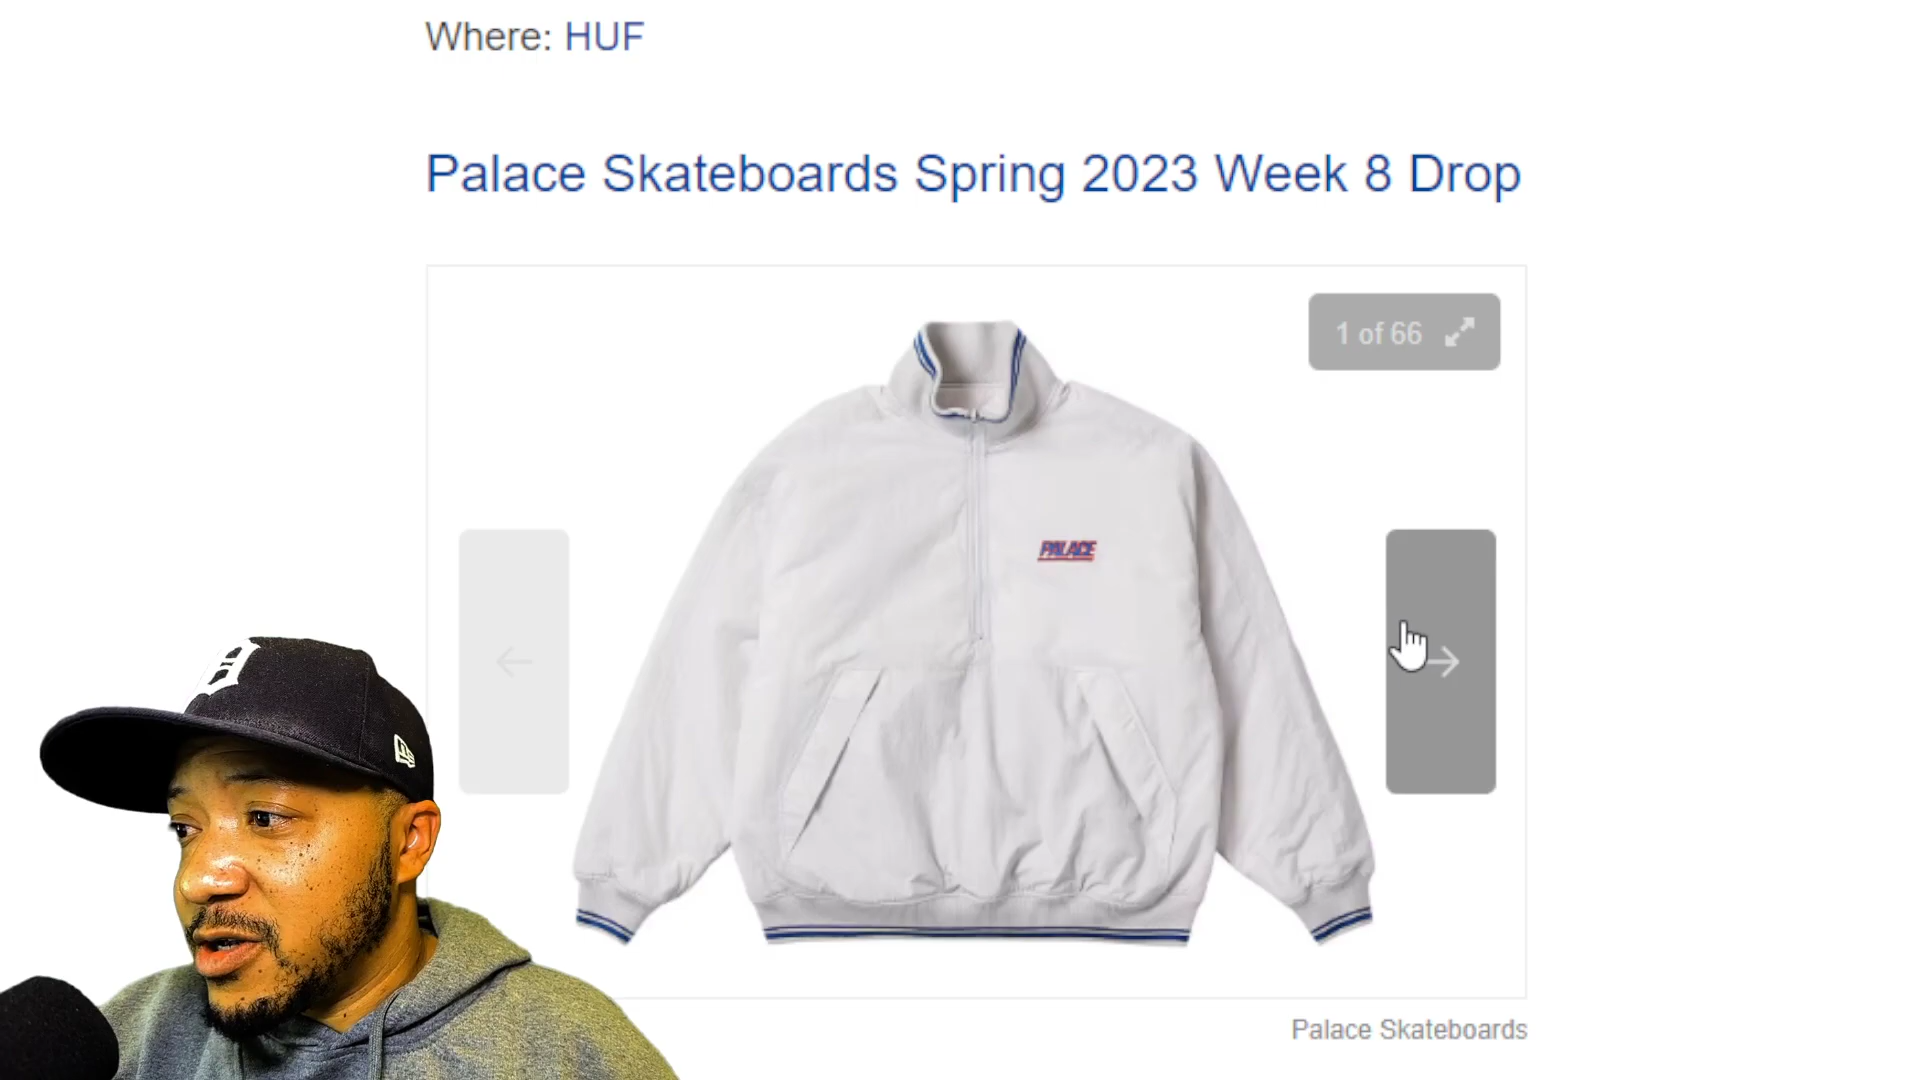 Where: HUF
Palace Skateboards Spring 2023 Week 8 Drop
1 of 66
PALACE
Palace Skateboards